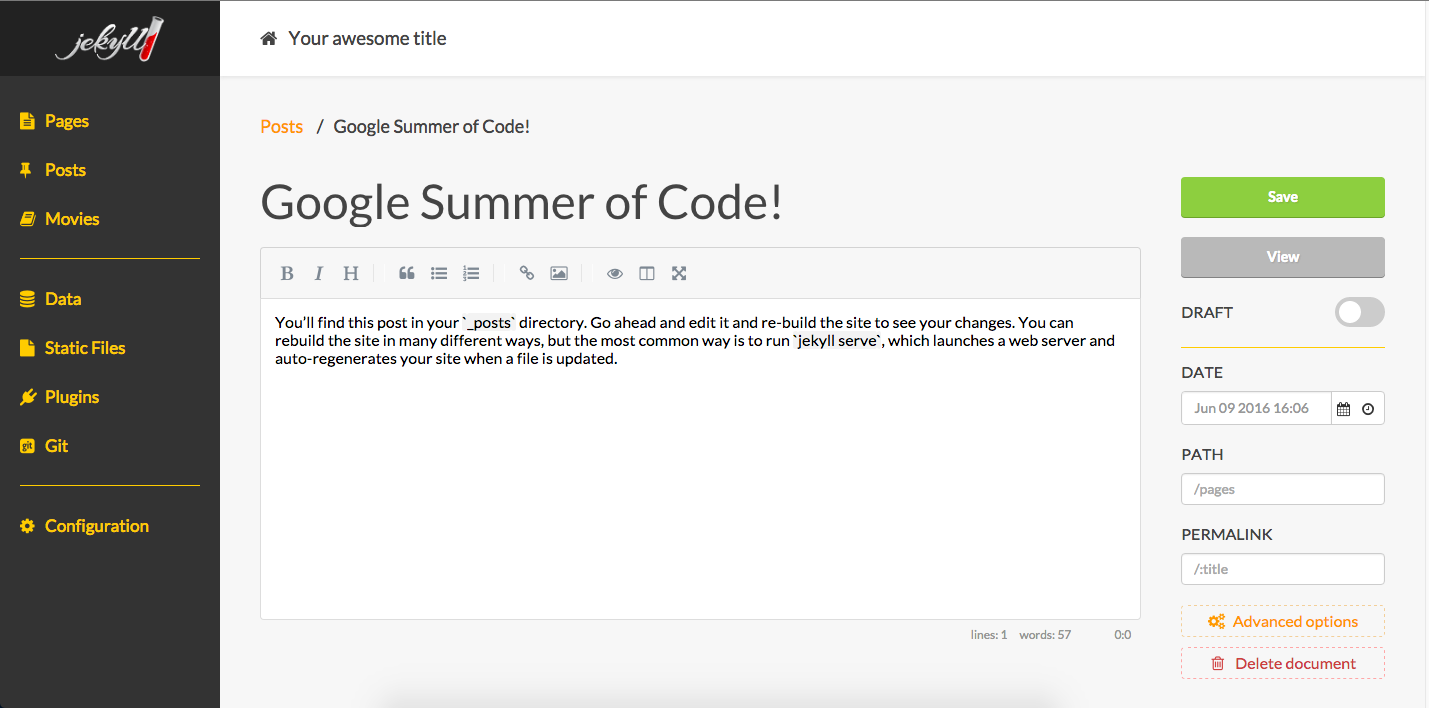 jekyll
Your awesome title
Pages
Posts
Movies
Data
Static Files
Plugins
git Git
Configuration
Posts / Google Summer of Code!
Google Summer of Code!
B I H
You'll find this post in your `_posts` directory. Go ahead and edit it and re-build the site to see your changes. You can
rebuild the site in many different ways, but the most common way is to run `jekyll serve`, which launches a web server and
auto-regenerates your site when a file is updated.
lines: 1 words: 57 0:0
Save
View
DRAFT
DATE
Jun 09 2016 16:06
PATH
/pages
PERMALINK
/:title
Advanced options
Delete document